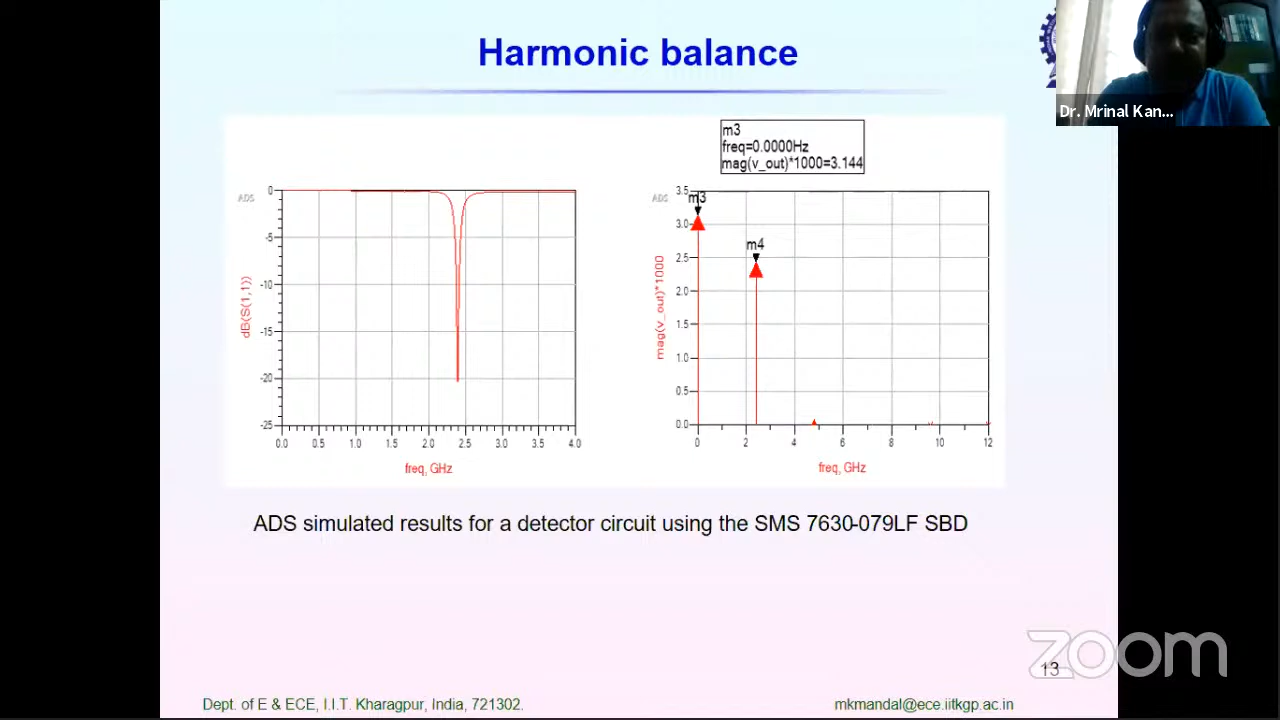 Harmonic balance
Dr. Mrinal Kan...
m3
freq=0.0000Hz
mag(v_out)*1000=3.144
ADS
0
-5
-10
-15
-20
-25
dB(S(1,1))
0.0 0.5 1.0 1.5 2.0 2.5 3.0 3.5 4.0
freq, GHz
ADS
m3
m4
3.5
3.0
2.5
2.0
1.5
1.0
0.5
0.0
mag(v_out)*1000
0 2 4 6 8 10 12
freq, GHz
ADS simulated results for a detector circuit using the SMS 7630-079LF SBD
zoom
13
Dept. of E & ECE, I.I.T. Kharagpur, India, 721302.
mkmandal@ece.iitkgp.ac.in